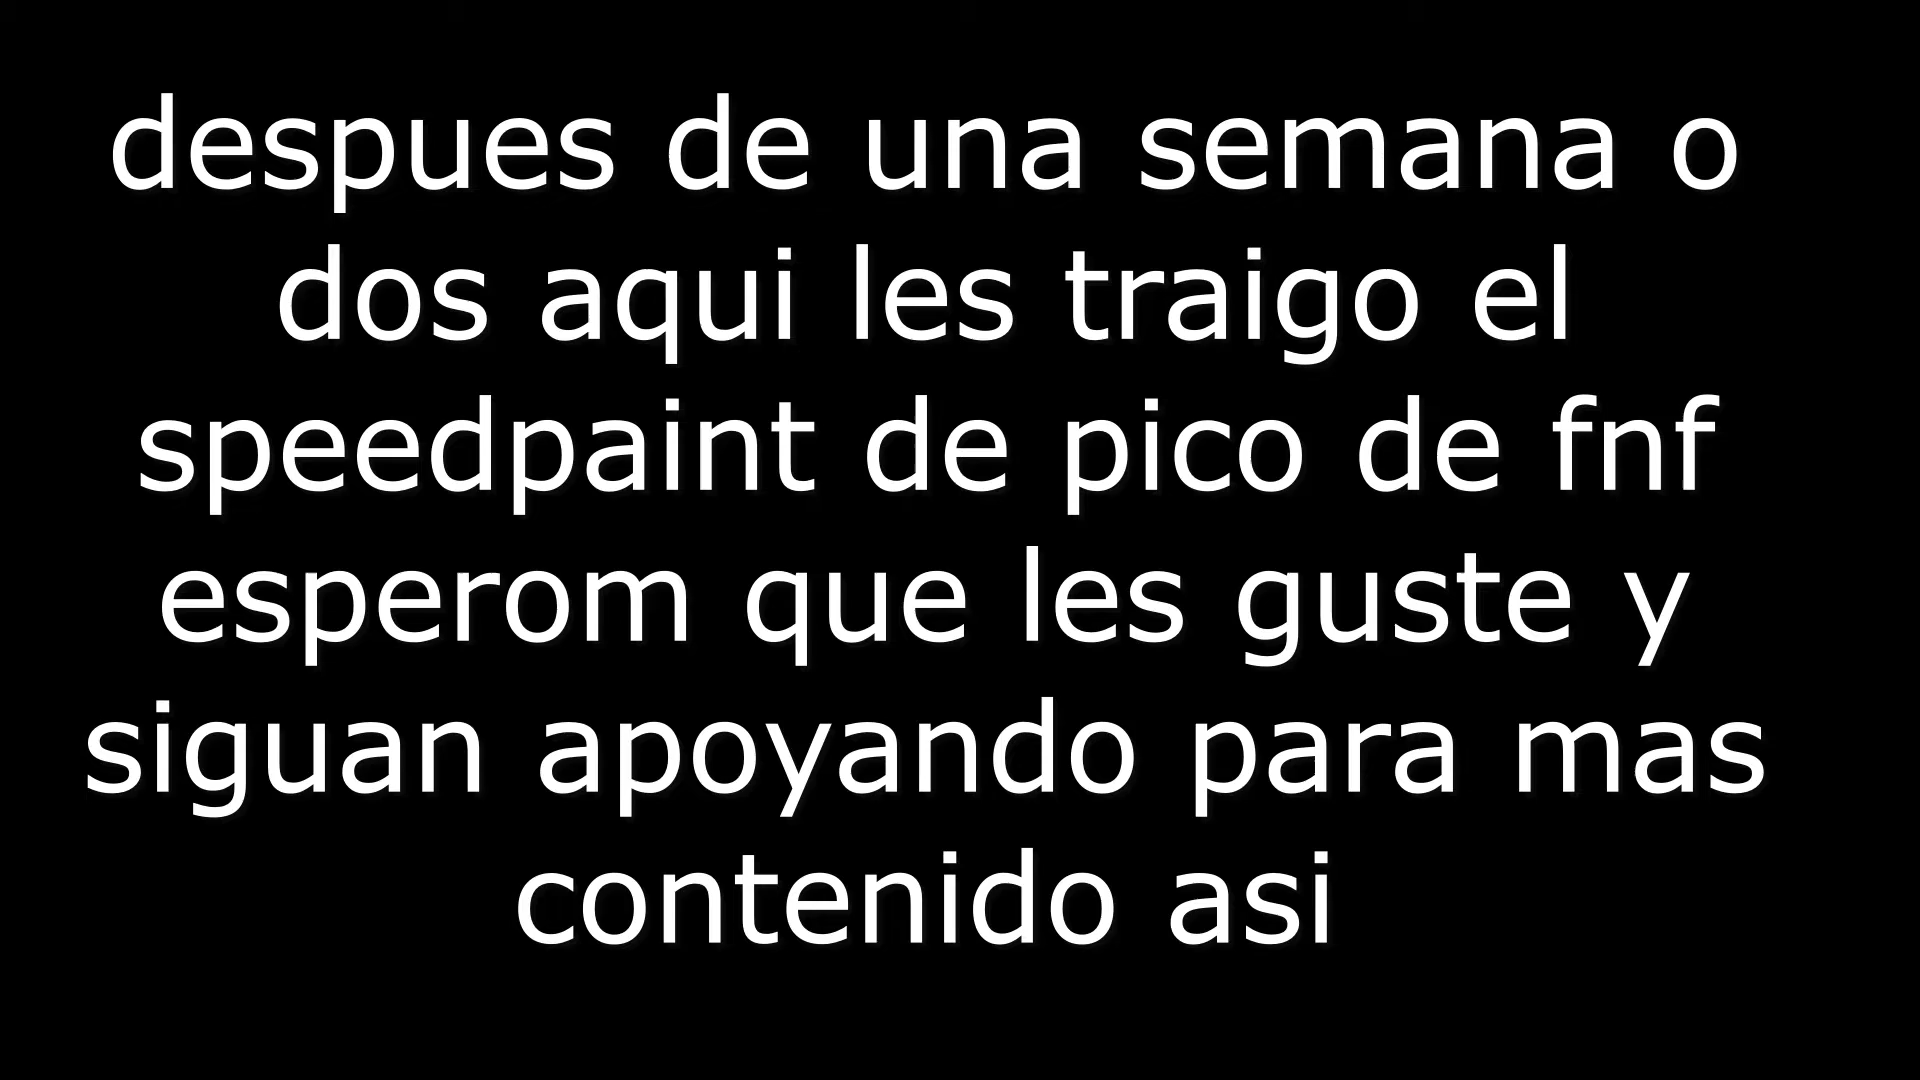 despues de una semana o
dos aqui les traigo el
speedpaint de pico de fnf
esperom que les guste y
siguan apoyando para mas
contenido asi